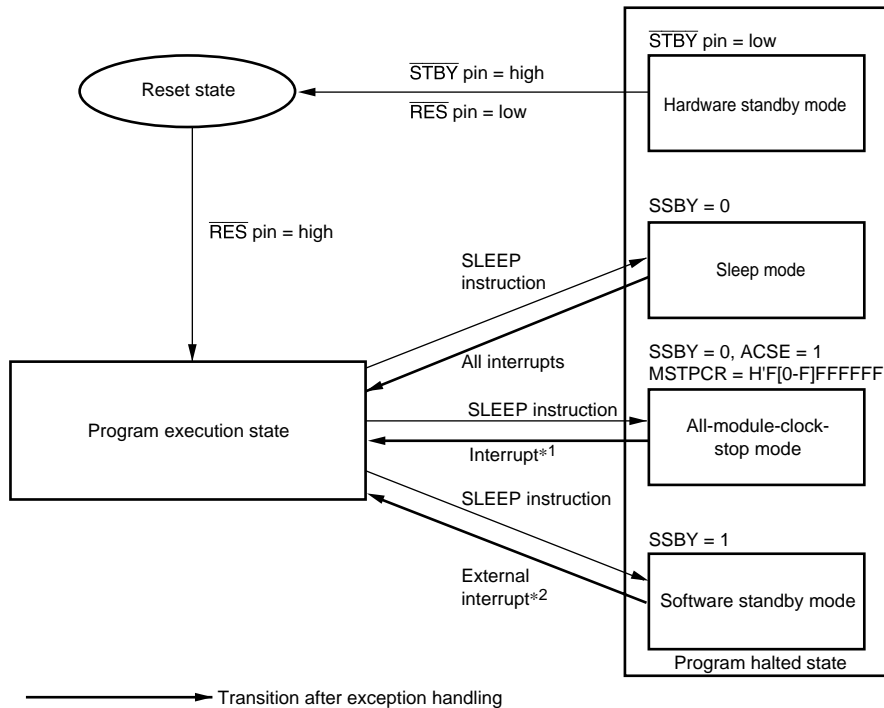 STBY pin = low
STBY pin = high
Reset state
Hardware standby mode
RES pin = low
SSBY = 0
RES pin = high
SLEEP
instruction
Sleep mode
All interrupts
SSBY = 0, ACSE = 1
MSTPCR = H'F[0-F]FFFFFF
SLEEP instruction
Program execution state
All-module-clock-
stop mode
Interrupt*1
SLEEP instruction
SSBY = 1
External
interrupt*2
Software standby mode
Program halted state
Transition after exception handling